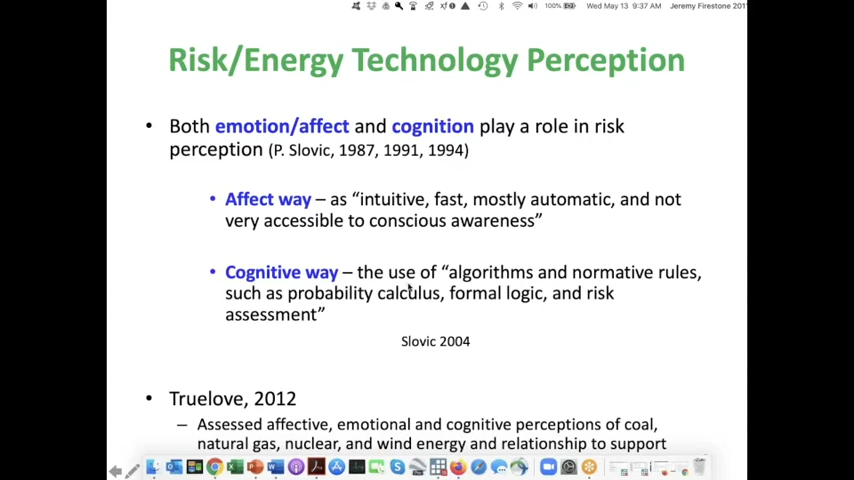 100%
Wed May 13 9:37 AM Jeremy Firestone 201
Risk/Energy Technology Perception
• Both emotion/affect and cognition play a role in risk
perception (P. Slovic, 1987, 1991, 1994)
• Affect way – as “intuitive, fast, mostly automatic, and not
very accessible to conscious awareness”
• Cognitive way – the use of “algorithms and normative rules,
such as probability calculus, formal logic, and risk
assessment”
Slovic 2004
• Truelove, 2012
– Assessed affective, emotional and cognitive perceptions of coal,
natural gas, nuclear, and wind energy and relationship to support